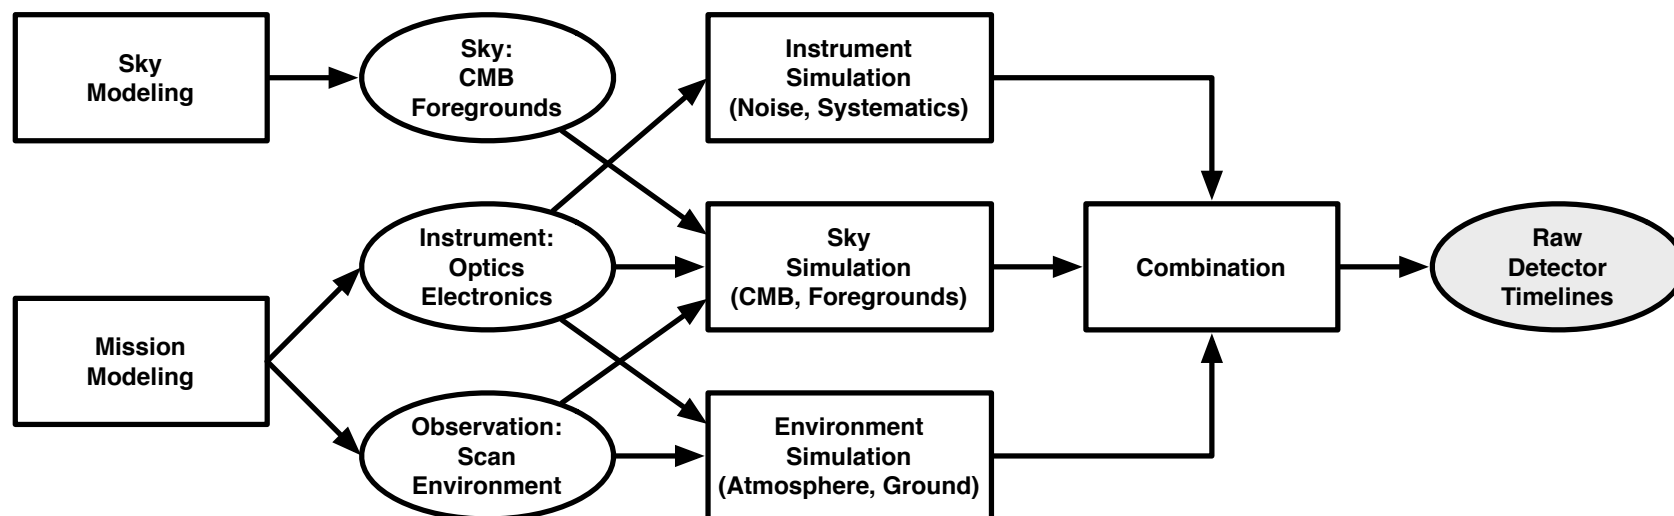 Sky
Modeling
Sky:
CMB
Foregrounds
Instrument
Simulation
(Noise, Systematics)
Mission
Modeling
Instrument:
Optics
Electronics
Sky
Simulation
(CMB, Foregrounds)
Combination
Raw
Detector
Timelines
Observation:
Scan
Environment
Environment
Simulation
(Atmosphere, Ground)